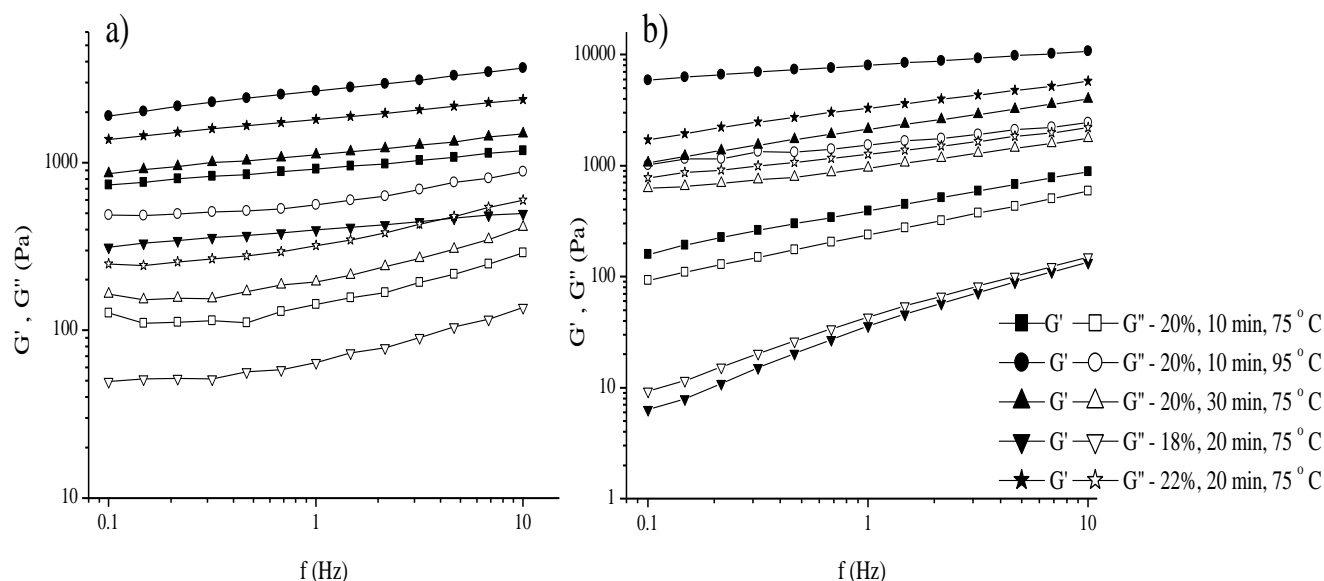 a)
G' , G'' (Pa)
1000
100
10
0.1
1
10
f (Hz)
b)
G' , G'' (Pa)
10000
1000
100
10
1
0.1
1
10
f (Hz)
G' G'' - 20%, 10 min, 75 ° C
G' G'' - 20%, 10 min, 95 ° C
G' G'' - 20%, 30 min, 75 ° C
G' G'' - 18%, 20 min, 75 ° C
G' G'' - 22%, 20 min, 75 ° C